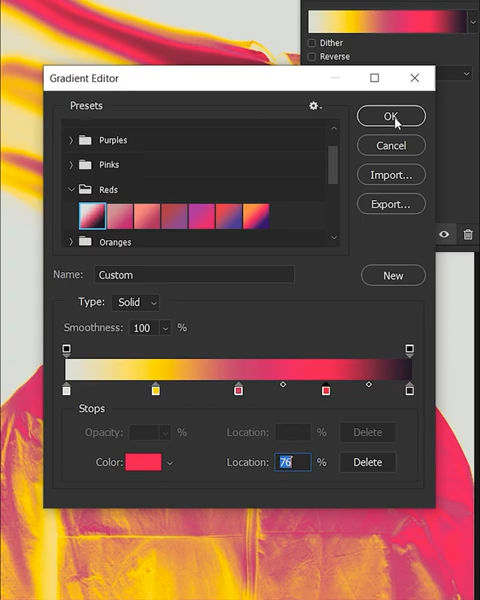 Dither
Reverse
Gradient Editor
Presets
OK
Purples
Cancel
Pinks
Import...
Reds
Export...
Oranges
Name: Custom
New
Type: Solid
Smoothness: 100 %
Stops
Opacity: % Location: % Delete
Color: Location: 76 % Delete